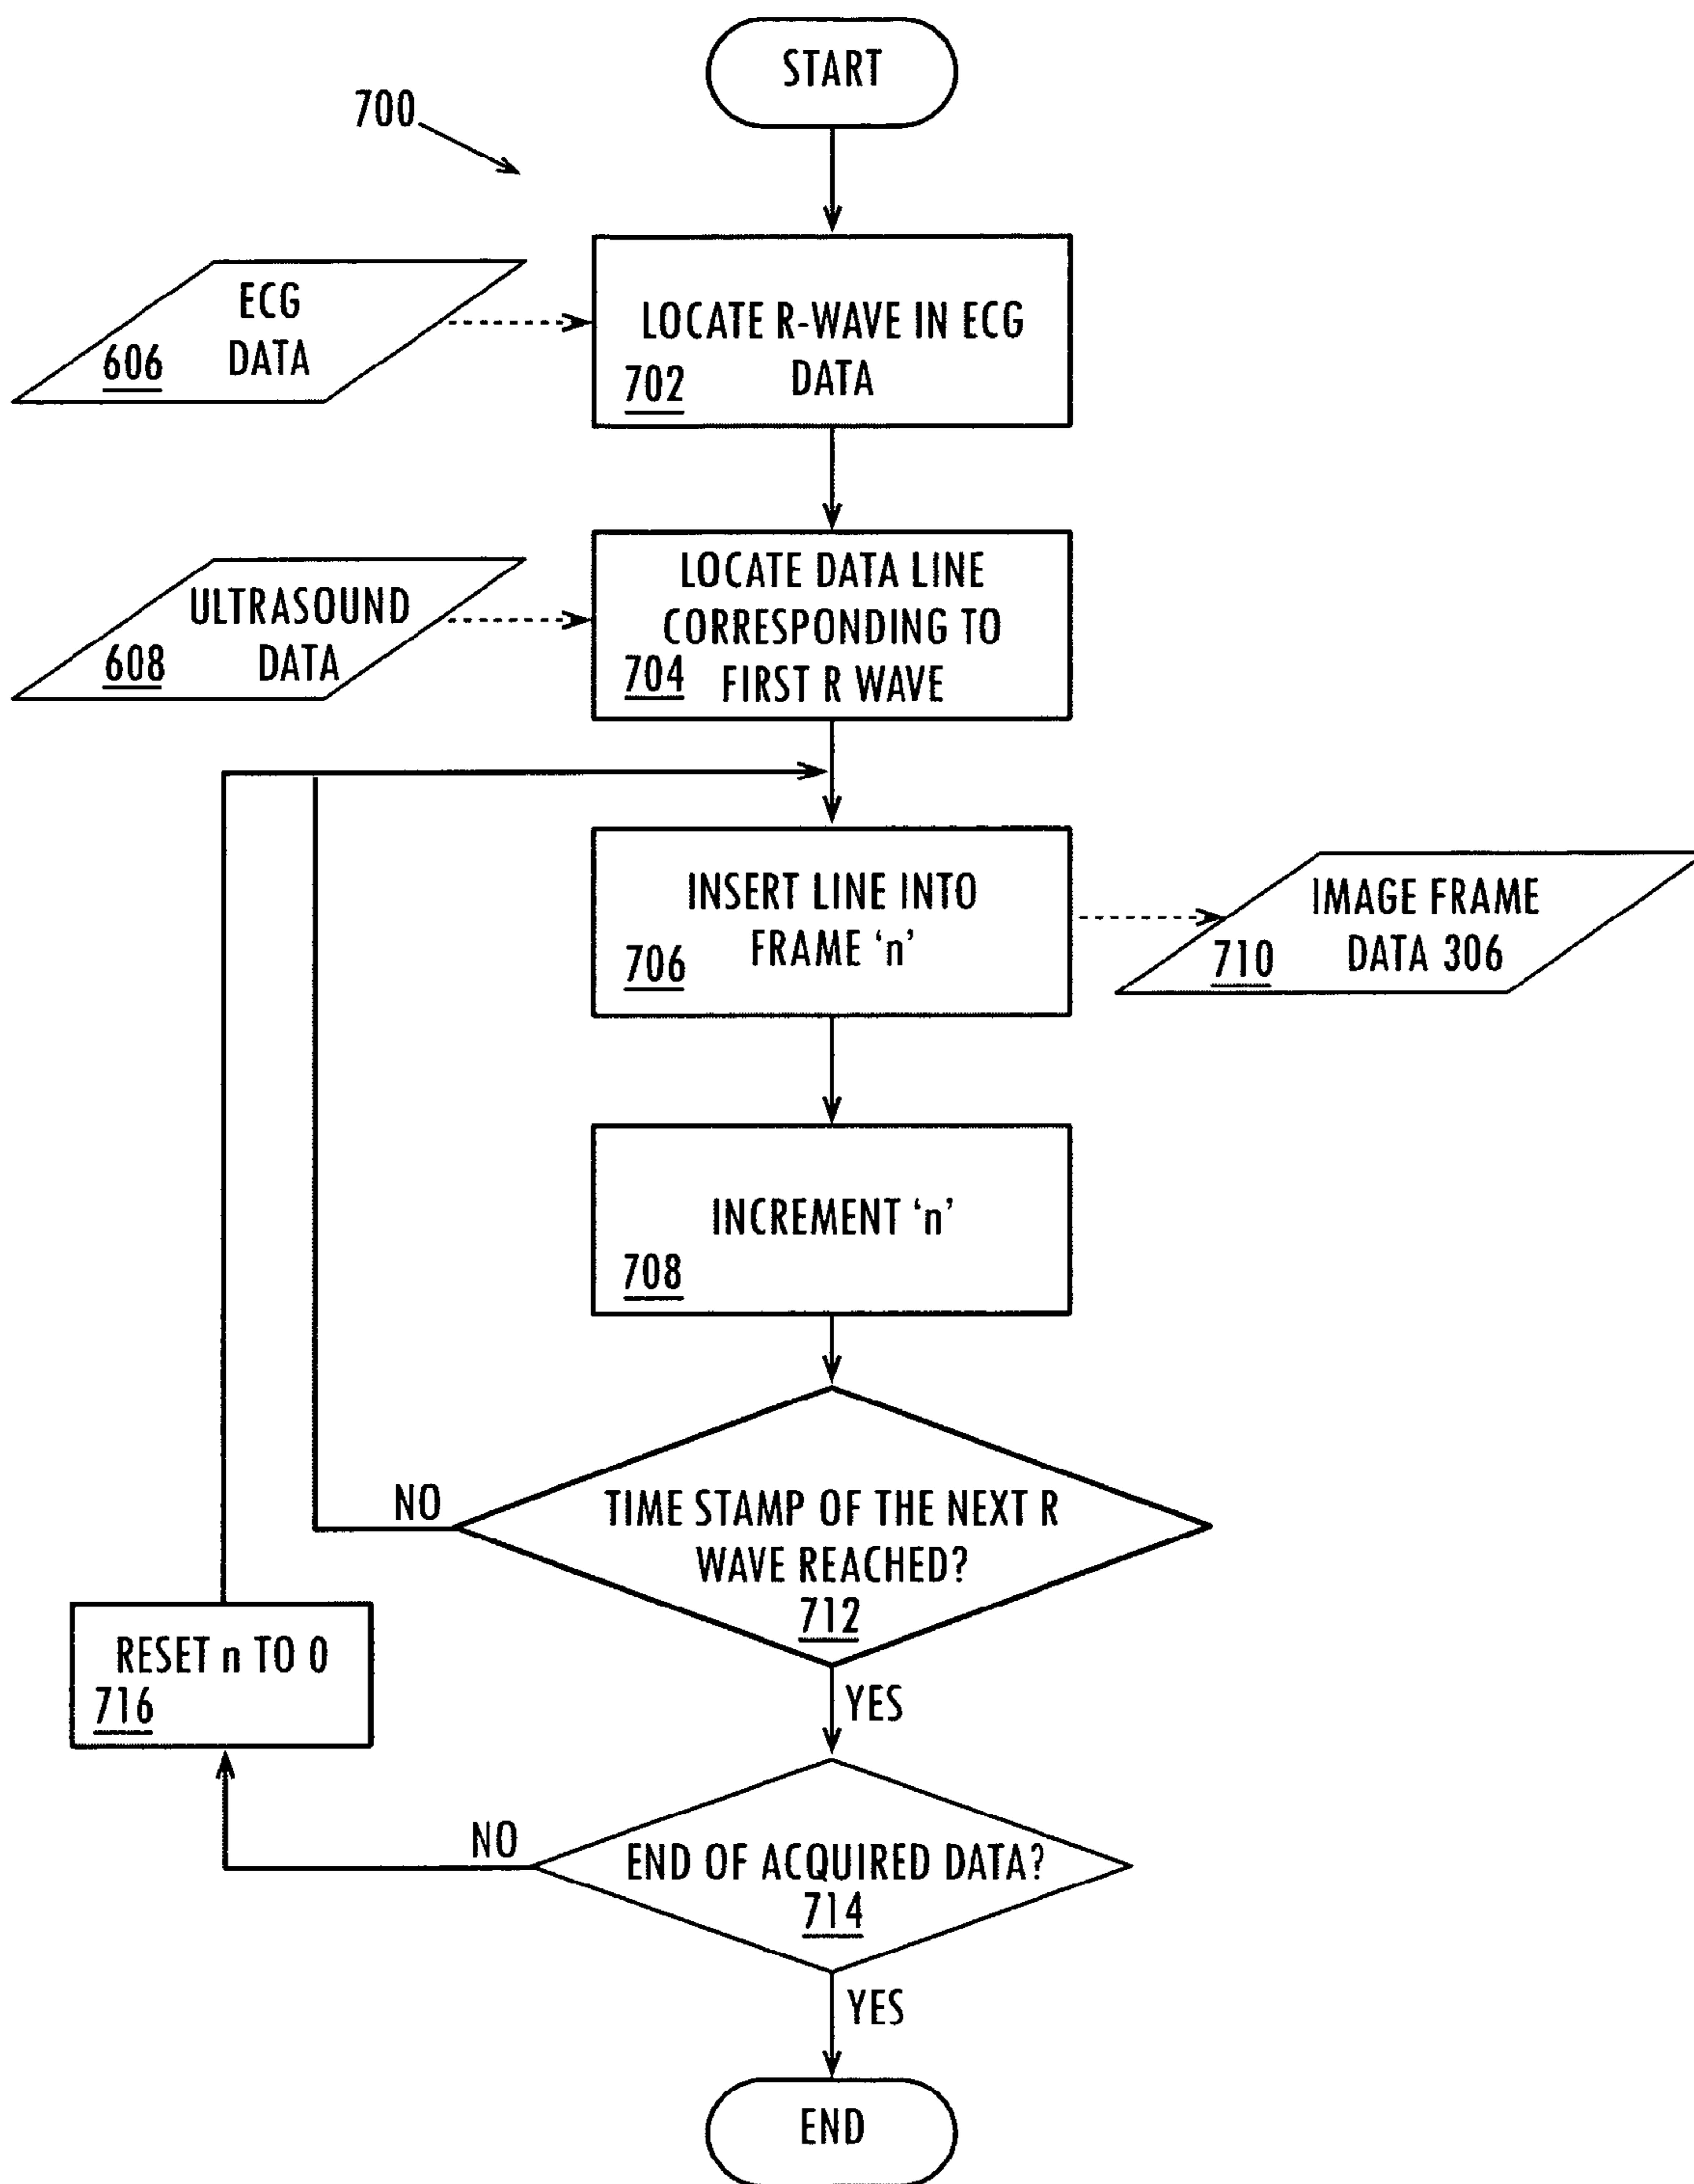 START
700
ECG
DATA
606
LOCATE R-WAVE IN ECG
DATA
702
ULTRASOUND
DATA
608
LOCATE DATA LINE
CORRESPONDING TO
FIRST R WAVE
704
INSERT LINE INTO
FRAME ‘n’
706
IMAGE FRAME
DATA 306
710
INCREMENT ‘n’
708
NO
TIME STAMP OF THE NEXT R
WAVE REACHED?
712
YES
RESET n TO 0
716
NO
END OF ACQUIRED DATA?
714
YES
END